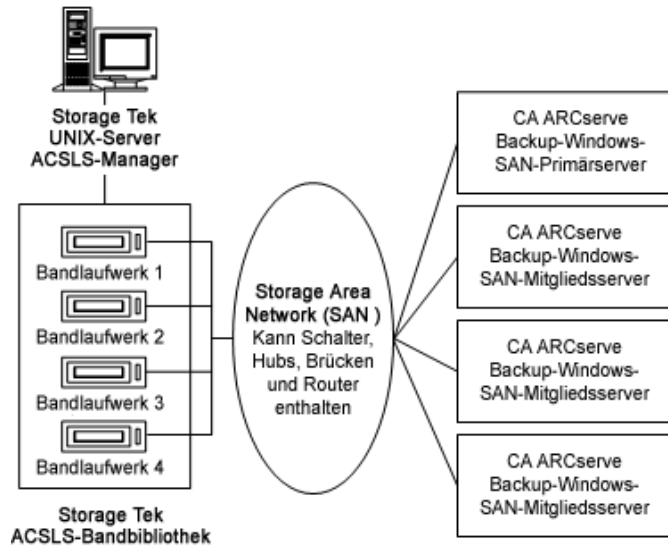 Storage Tek
UNIX-Server
ACSLS-Manager
Bandlaufwerk 1
Bandlaufwerk 2
Bandlaufwerk 3
Bandlaufwerk 4
Storage Tek
ACSLS-Bandbibliothek
Storage Area
Network (SAN )
Kann Schalter,
Hubs, Brücken
und Router
enthalten
CA ARCserve
Backup-Windows-
SAN-Primärserver
CA ARCserve
Backup-Windows-
SAN-Mitgliedsserver
CA ARCserve
Backup-Windows-
SAN-Mitgliedsserver
CA ARCserve
Backup-Windows-
SAN-Mitgliedsserver